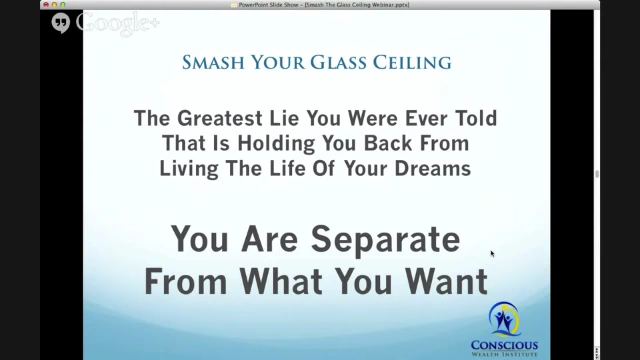 PowerPoint Slide Show - [Smash The Glass Ceiling Webinar.pptx]
Google+
SMASH YOUR GLASS CEILING
The Greatest Lie You Were Ever Told
That Is Holding You Back From
Living The Life Of Your Dreams
You Are Separate
From What You Want
CONSCIOUS
WEALTH INSTITUTE